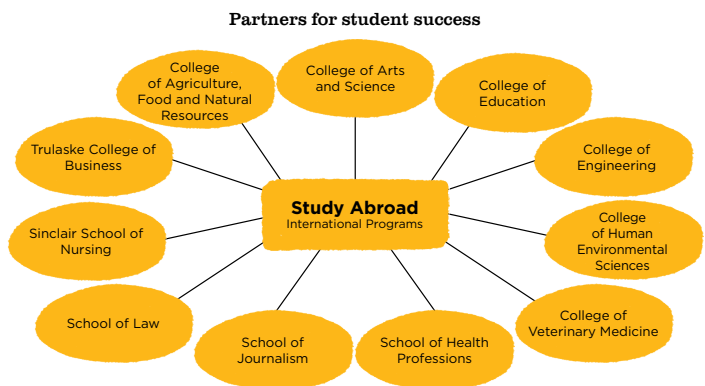 Partners for student success
College
of Agriculture,
Food and Natural
Resources
College of Arts
and Science
College of
Education
Trulaske College of
Business
College of
Engineering
Study Abroad
International Programs
Sinclair School of
Nursing
College
of Human
Environmental
Sciences
School of Law
School of
Journalism
School of Health
Professions
College of
Veterinary Medicine